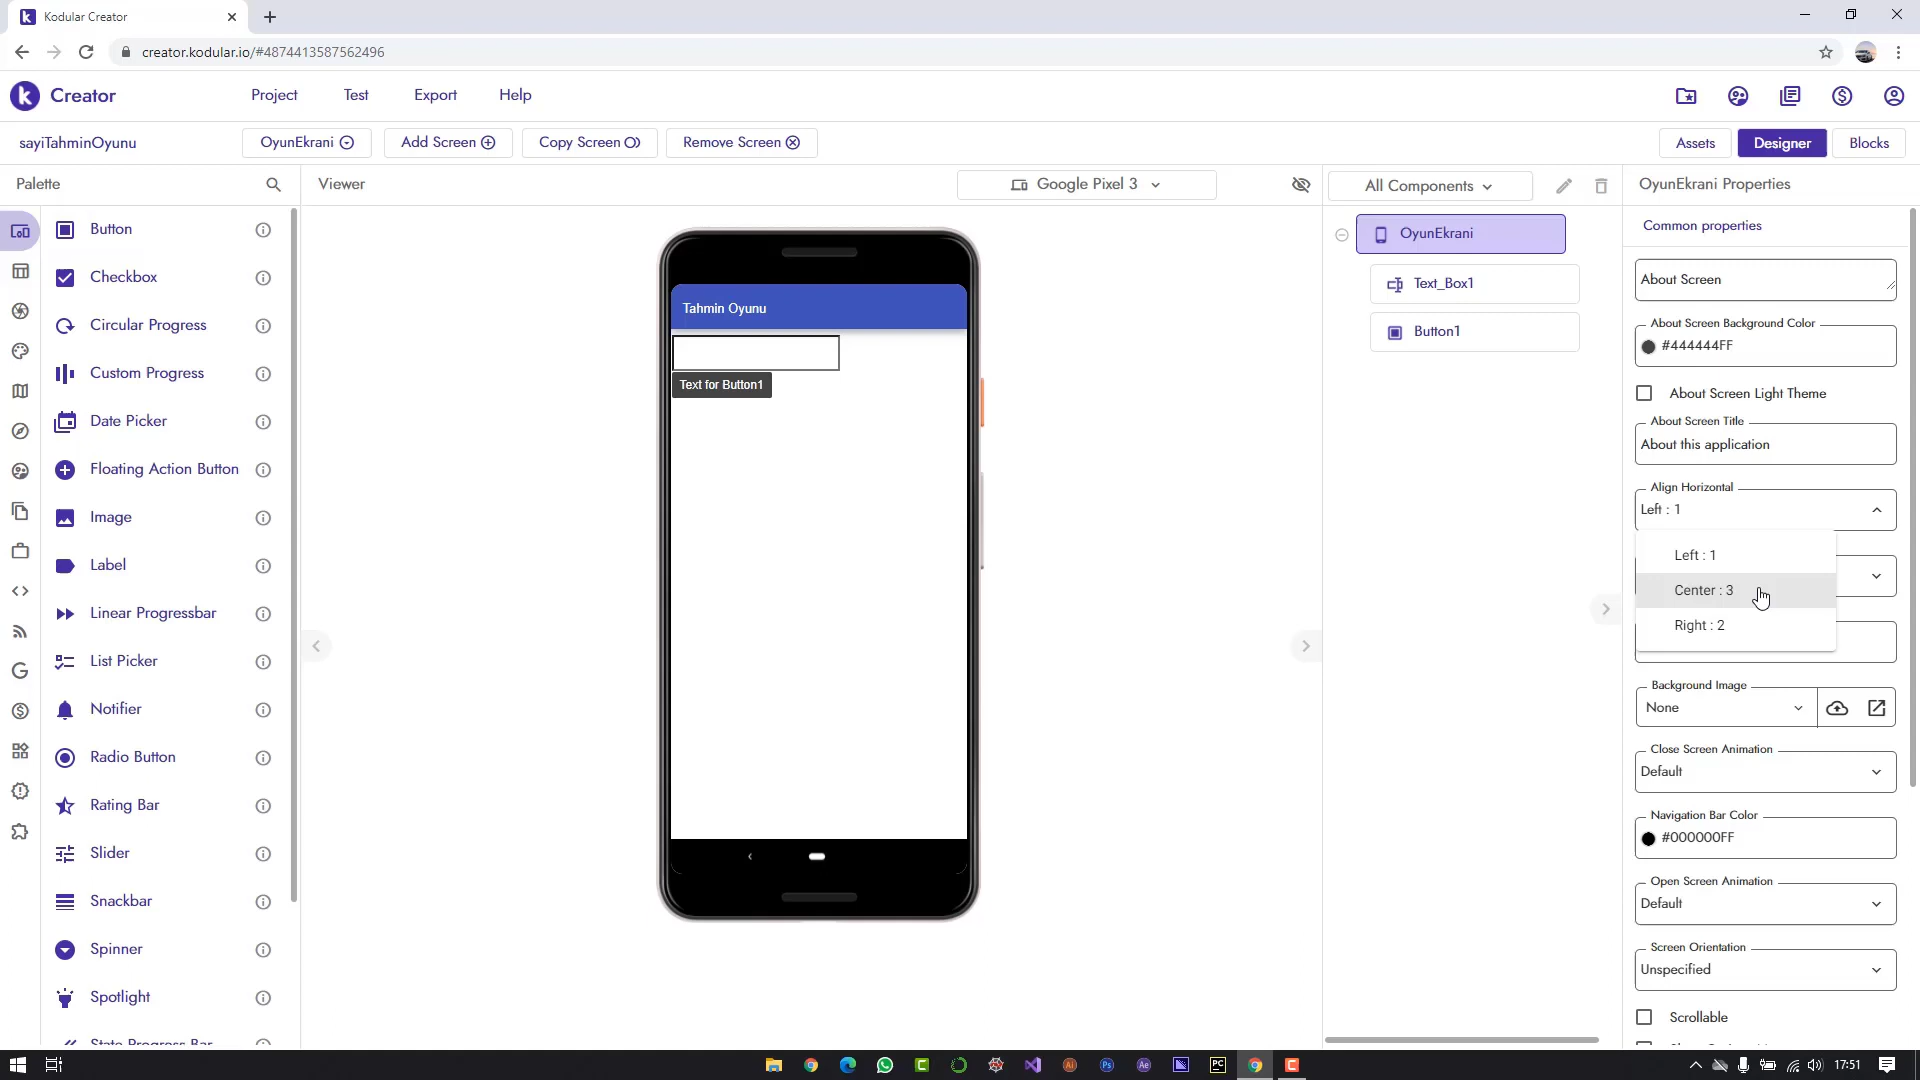 Kodular Creator
creator.kodular.io/#4874413587562496
Creator
Project
Test
Export
Help
sayiTahminOyunu
OyunEkrani
Add Screen
Copy Screen
Remove Screen
Assets
Designer
Blocks
Palette
Viewer
Google Pixel 3
All Components
OyunEkrani Properties
Button
Checkbox
Circular Progress
Custom Progress
Date Picker
Floating Action Button
Image
Label
Linear Progressbar
List Picker
Notifier
Radio Button
Rating Bar
Slider
Snackbar
Spinner
Spotlight
State Progress Bar
Tahmin Oyunu
Text for Button1
OyunEkrani
Text_Box1
Button1
Common properties
About Screen
About Screen Background Color
#444444FF
About Screen Light Theme
About Screen Title
About this application
Align Horizontal
Left : 1
Left : 1
Center : 3
Right : 2
Background Image
None
Close Screen Animation
Default
Navigation Bar Color
#000000FF
Open Screen Animation
Default
Screen Orientation
Unspecified
Scrollable
17:51